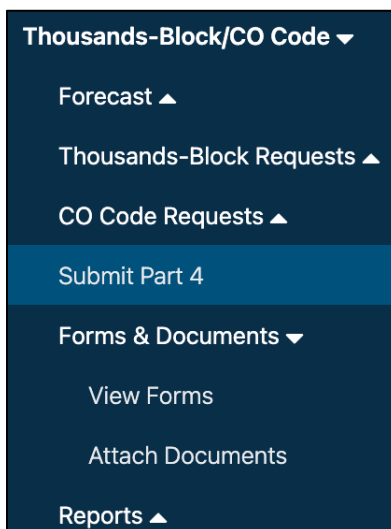 Thousands-Block/CO Code
Forecast
Thousands-Block Requests
CO Code Requests
Submit Part 4
Forms & Documents
View Forms
Attach Documents
Reports